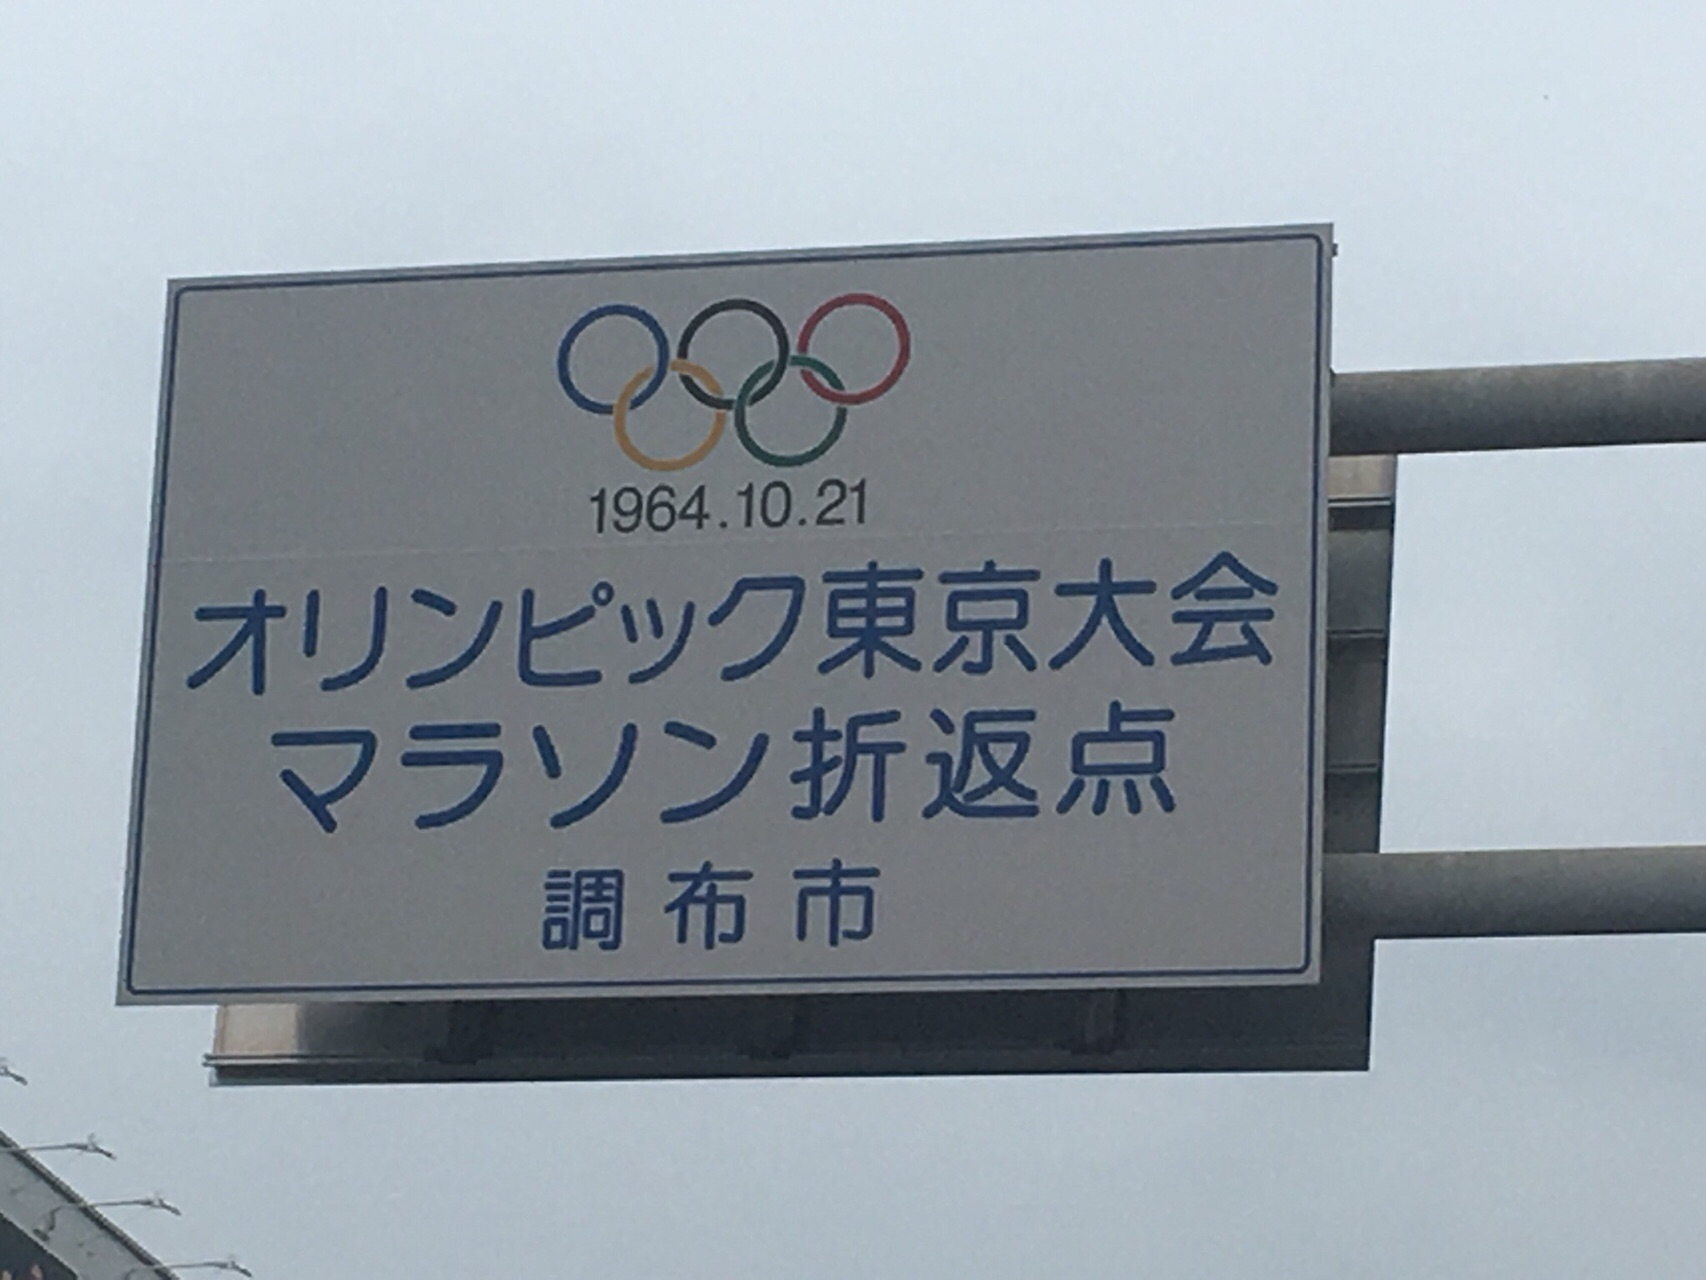 1964.10.21
オリンピック東京大会
マラソン折返点
調布市